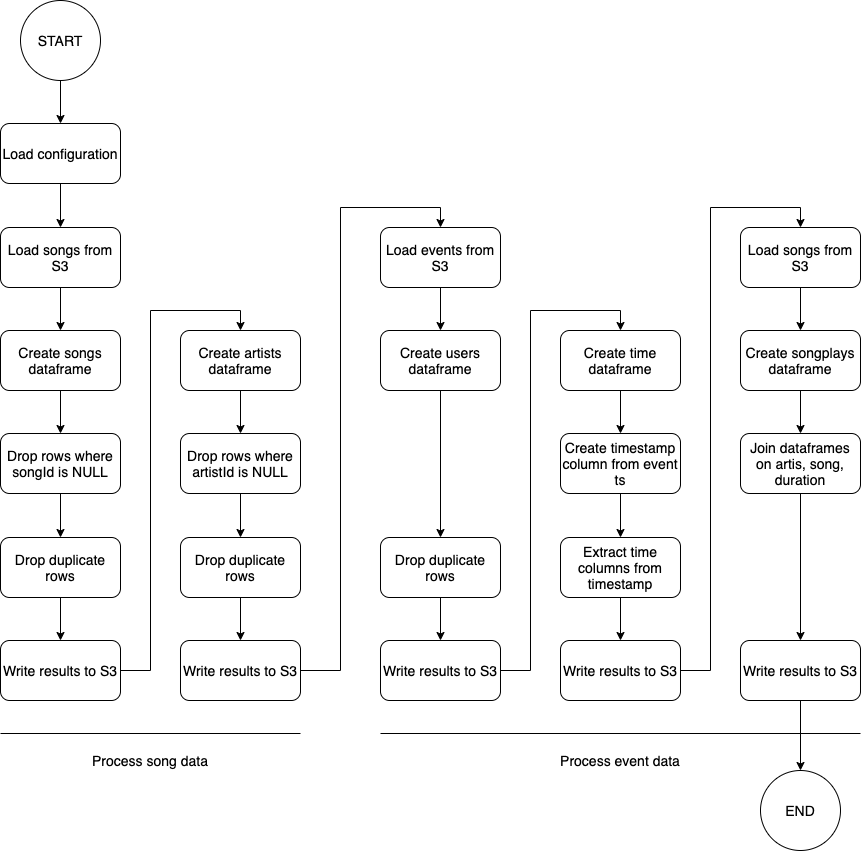 START
Load configuration
Load songs from
S3
Create songs
dataframe
Drop rows where
songId is NULL
Drop duplicate
rows
Write results to S3
Create artists
dataframe
Drop rows where
artistId is NULL
Drop duplicate
rows
Write results to S3
Process song data
Load events from
S3
Create users
dataframe
Drop duplicate
rows
Write results to S3
Create time
dataframe
Create timestamp
column from event
ts
Extract time
columns from
timestamp
Write results to S3
Load songs from
S3
Create songplays
dataframe
Join dataframes
on artis, song,
duration
Write results to S3
Process event data
END